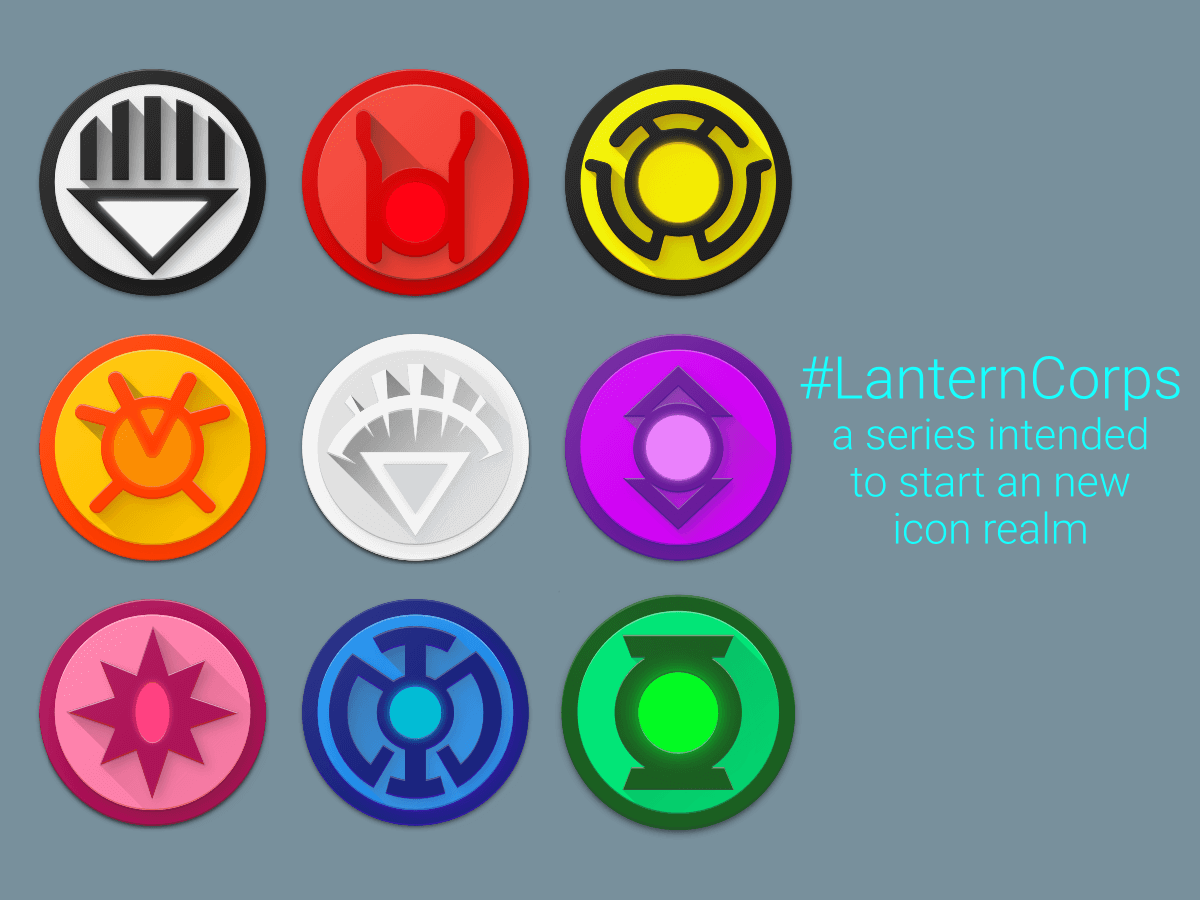 #LanternCorps
a series intended
to start an new
icon realm